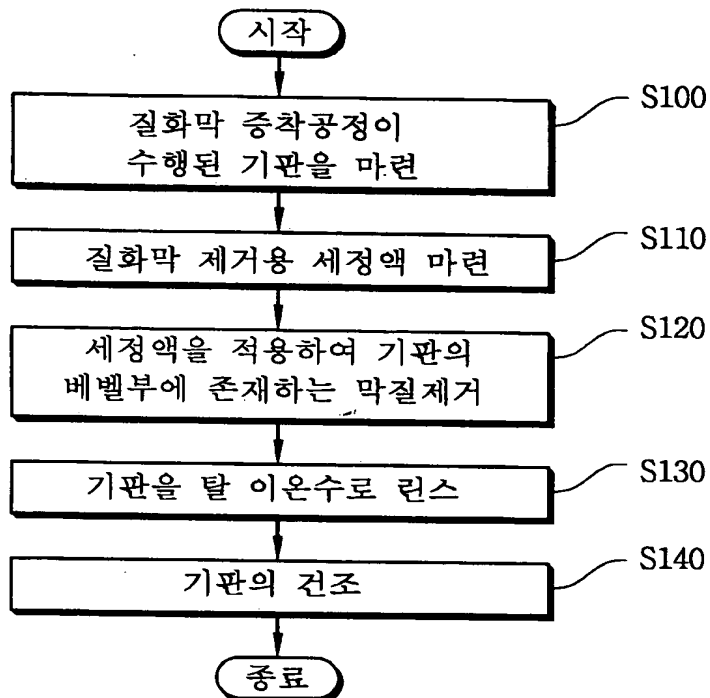 시작
질화막 증착공정이
수행된 기판을 마련
S100
질화막 제거용 세정액 마련
S110
세정액을 적용하여 기판의
베벨부에 존재하는 막질제거
S120
기판을 탈 이온수로 린스
S130
기판의 건조
S140
종료